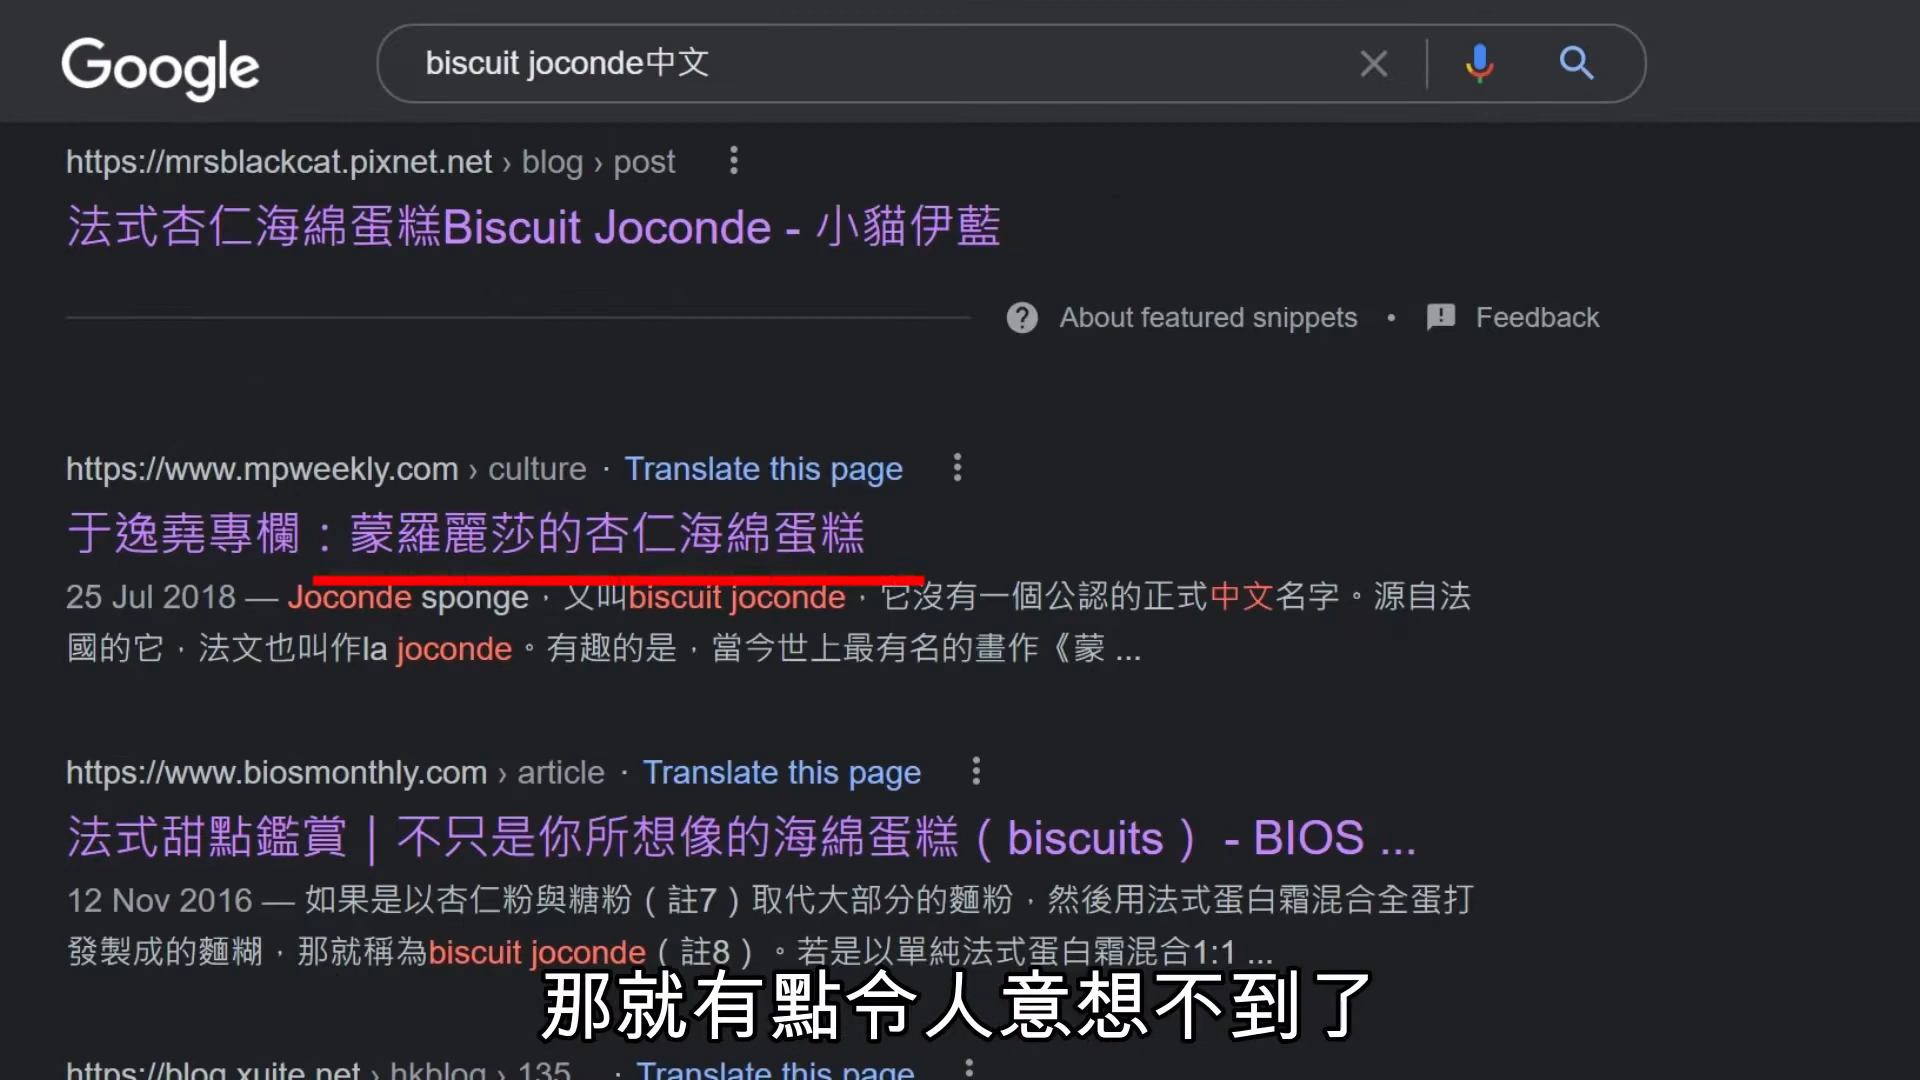 Google
biscuit joconde中文
https://mrsblackcat.pixnet.net › blog › post
法式杏仁海綿蛋糕Biscuit Joconde - 小貓伊藍
About featured snippets • Feedback
https://www.mpweekly.com › culture · Translate this page
于逸堯專欄：蒙羅麗莎的杏仁海綿蛋糕
25 Jul 2018 — Joconde sponge，又叫biscuit joconde，它沒有一個公認的正式中文名字。源自法
國的它，法文也叫作la joconde。有趣的是，當今世上最有名的畫作《蒙 ...
https://www.biosmonthly.com › article · Translate this page
法式甜點鑑賞｜不只是你所想像的海綿蛋糕（biscuits） - BIOS ...
12 Nov 2016 — 如果是以杏仁粉與糖粉（註7）取代大部分的麵粉，然後用法式蛋白霜混合全蛋打
發製成的麵糊，那就稱為biscuit joconde（註8）。若是以單純法式蛋白霜混合1:1 ...
那就有點令人意想不到了
https://blog.xuite.net › hkblog › 135... · Translate this page